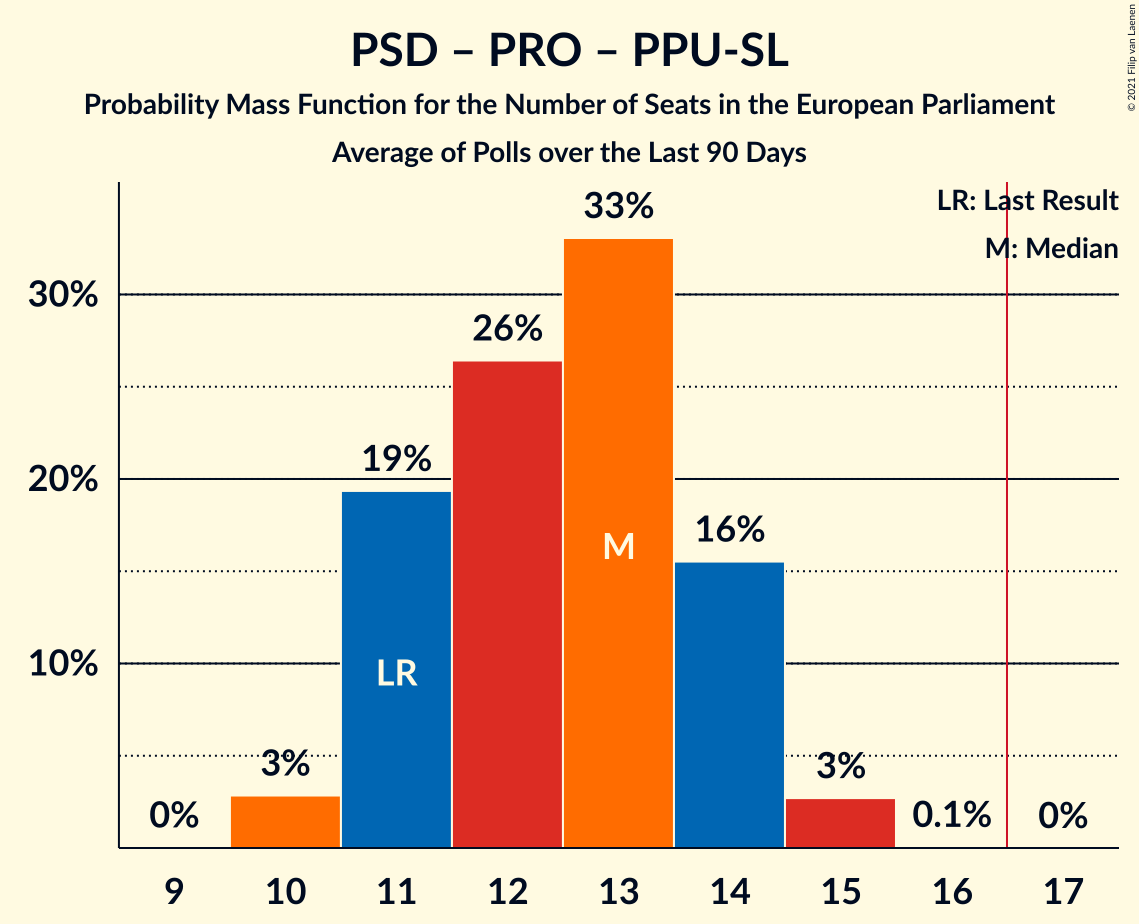 PSD – PRO – PPU-SL
Probability Mass Function for the Number of Seats in the European Parliament
Average of Polls over the Last 90 Days
© 2021 Filip van Laenen
LR: Last Result
M: Median
30%
20%
10%
0%
3%
19%
26%
33%
16%
3%
0.1%
0%
LR
M
9 10 11 12 13 14 15 16 17